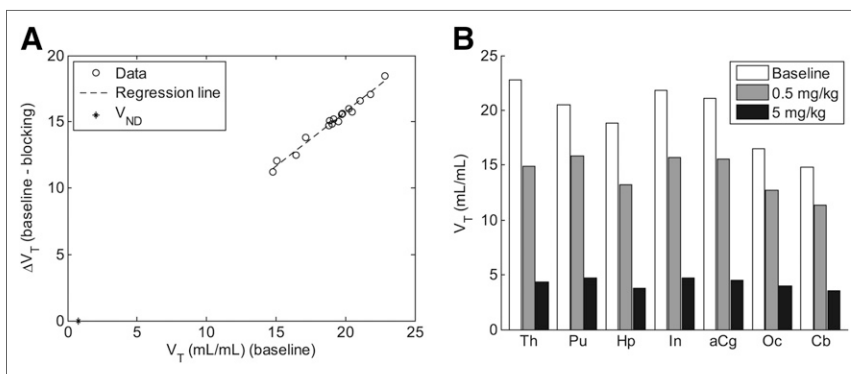 A
20
15
10
5
0
ΔV_T (baseline - blocking)
Data
Regression line
V_ND
0 5 10 15 20 25
V_T (mL/mL) (baseline)
B
25
20
15
10
5
0
V_T (mL/mL)
Baseline
0.5 mg/kg
5 mg/kg
Th Pu Hp In aCg Oc Cb